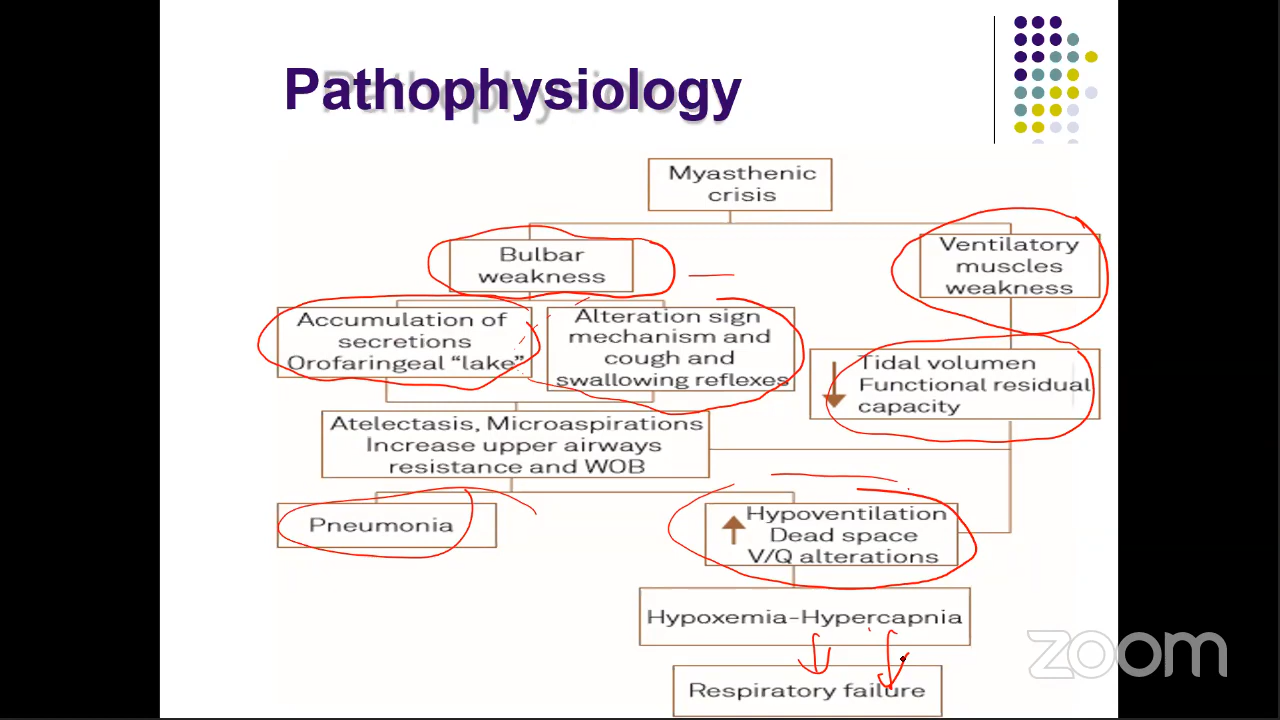 Pathophysiology
Myasthenic
crisis
Bulbar
weakness
Ventilatory
muscles
weakness
Accumulation of
secretions
Orofaringeal “lake”
Alteration sign
mechanism and
cough and
swallowing reflexes
Tidal volumen
Functional residual
capacity
Atelectasis, Microaspirations
Increase upper airways
resistance and WOB
Pneumonia
Hypoventilation
Dead space
V/Q alterations
Hypoxemia-Hypercapnia
Respiratory failure
zoom